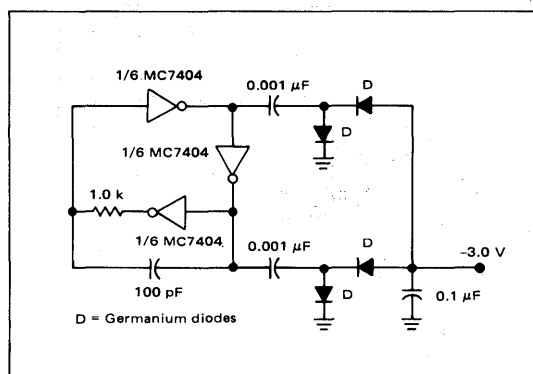 1/6 MC7404
0.001 µF
D
D
1/6 MC7404
1.0 k
1/6 MC7404
0.001 µF
D
-3.0 V
100 pF
D
0.1 µF
D = Germanium diodes